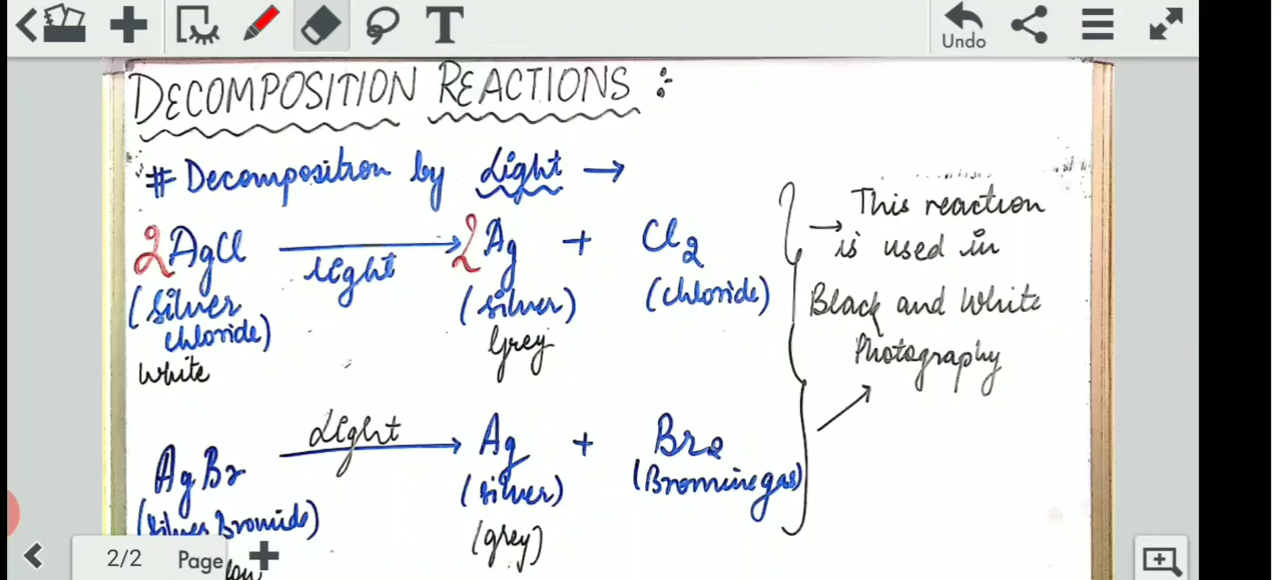 Undo
DECOMPOSITION REACTIONS :
# Decomposition by Light →
2AgCl → 2Ag + Cl2
Light
(Silver chloride)
(silver)
(chloride)
White
Grey
→ This reaction
is used in
Black and White
Photography
Light
AgBr → Ag + Br2
(Silver Bromide)
(silver)
(Bromine gas)
(grey)
2/2 Page